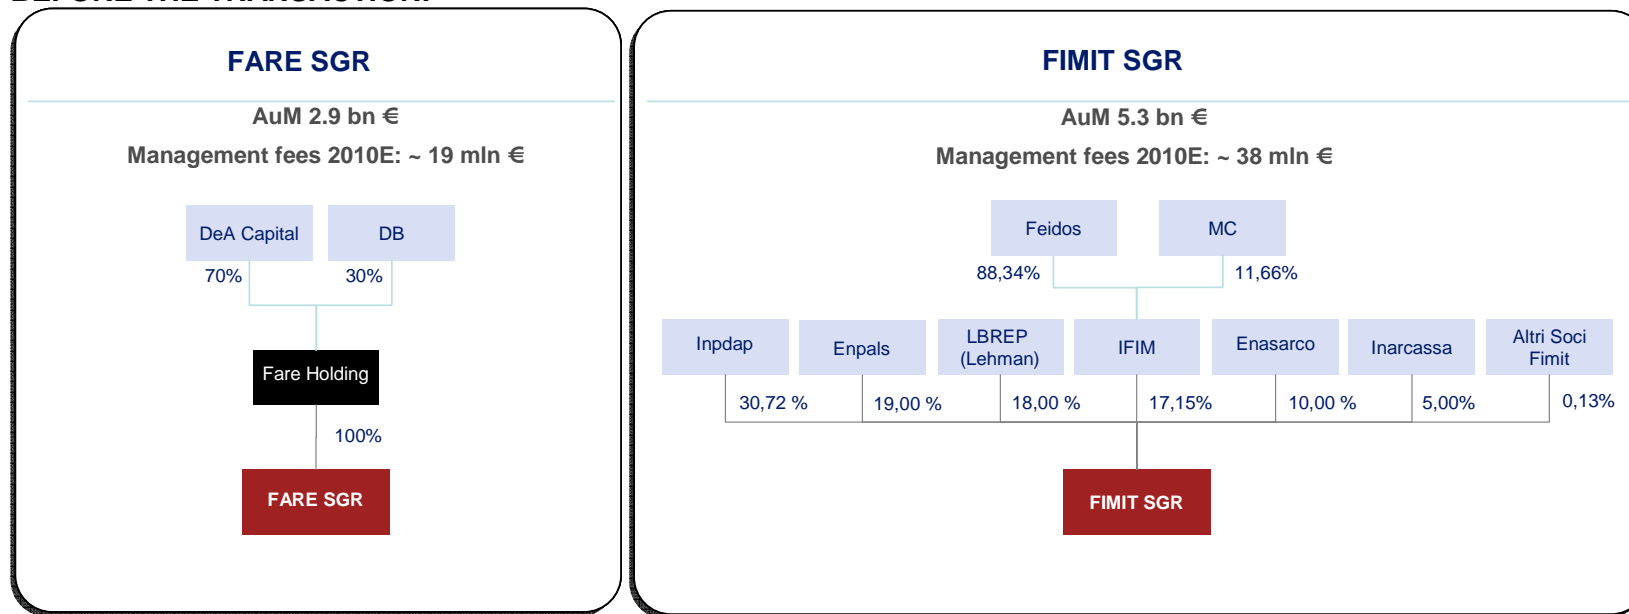 BEFORE THE TRANSACTION:
FARE SGR
AuM 2.9 bn €
Management fees 2010E: ~ 19 mln €
DeA Capital
DB
70%
30%
Fare Holding
100%
FARE SGR
FIMIT SGR
AuM 5.3 bn €
Management fees 2010E: ~ 38 mln €
Feidos
MC
88,34%
11,66%
Inpdap
Enpals
LBREP
(Lehman)
IFIM
Enasarco
Inarcassa
Altri Soci
Fimit
30,72 %
19,00 %
18,00 %
17,15%
10,00 %
5,00%
0,13%
FIMIT SGR